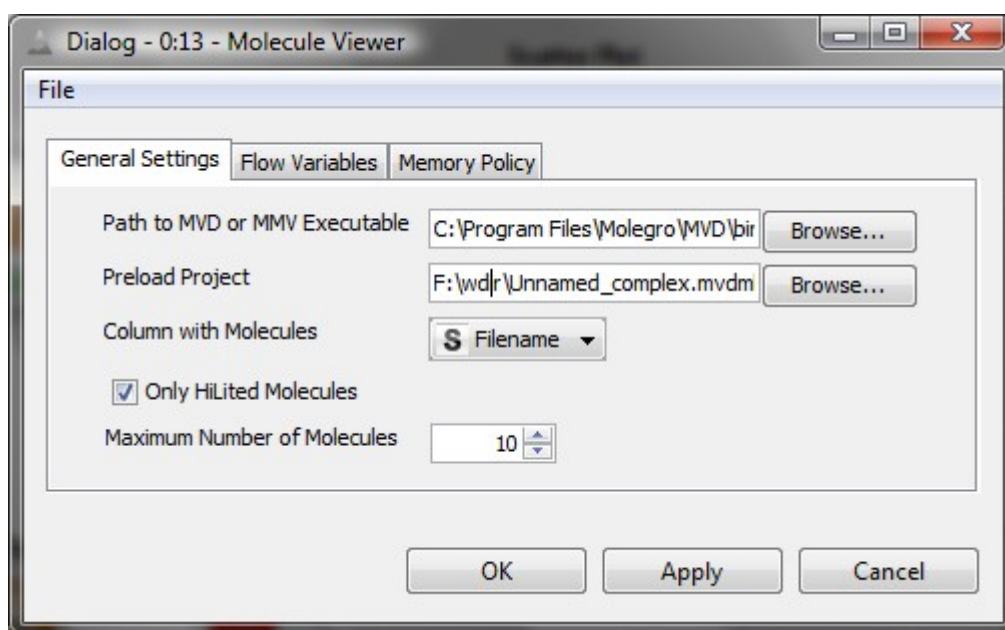 Dialog - 0:13 - Molecule Viewer
File
General Settings Flow Variables Memory Policy
Path to MVD or MMV Executable C:\Program Files\Molegro\MVD\bin Browse...
Preload Project F:\wdr\Unnamed_complex.mvdm Browse...
Column with Molecules S Filename
Only HiLited Molecules
Maximum Number of Molecules 10
OK Apply Cancel